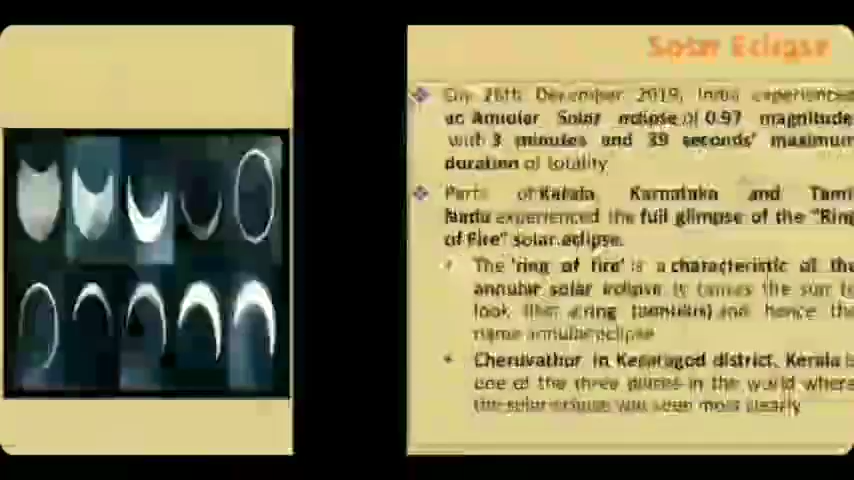 Solar Eclipse
On 26th December 2019, India experienced
an Annular Solar eclipse of 0.97 magnitude
with 3 minutes and 39 seconds' maximum
duration of totality
Parts of Kerala, Karnataka and Tamil
Nadu experienced the full glimpse of the "Ring
of Fire" solar eclipse.
The 'ring of fire' is a characteristic of the
annular solar eclipse. It causes the sun to
look like a ring (annulus) and hence the
name annular eclipse
Cheruvathur in district, Kerala is
one of the three places in the world where
the solar eclipse was seen most clearly